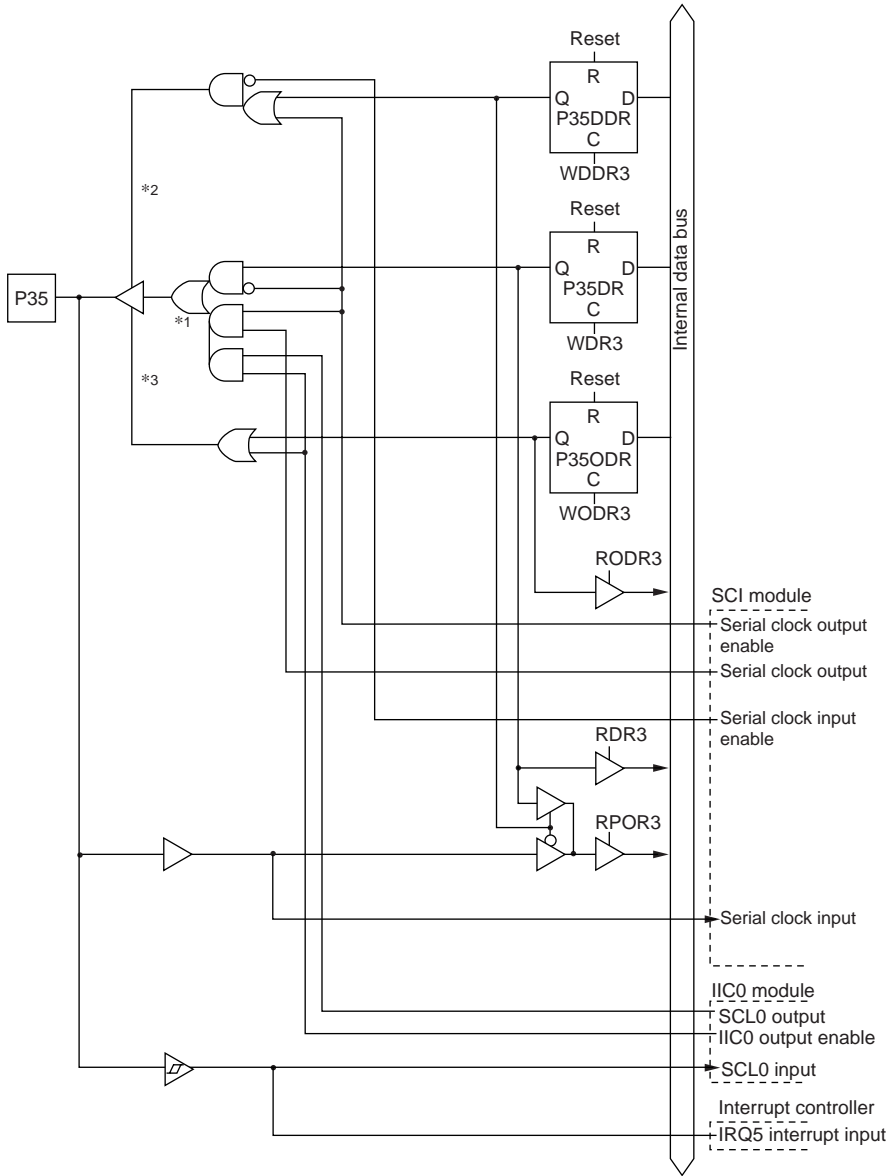 Reset
R
Q D
P35DDR
C
WDDR3
*2
Reset
R
Q D
P35DR
C
WDR3
Internal data bus
P35
*1
*3
Reset
R
Q D
P35ODR
C
WODR3
RODR3
SCI module
Serial clock output
enable
Serial clock output
Serial clock input
enable
RDR3
RPOR3
Serial clock input
IIC0 module
SCL0 output
IIC0 output enable
SCL0 input
Interrupt controller
IRQ5 interrupt input